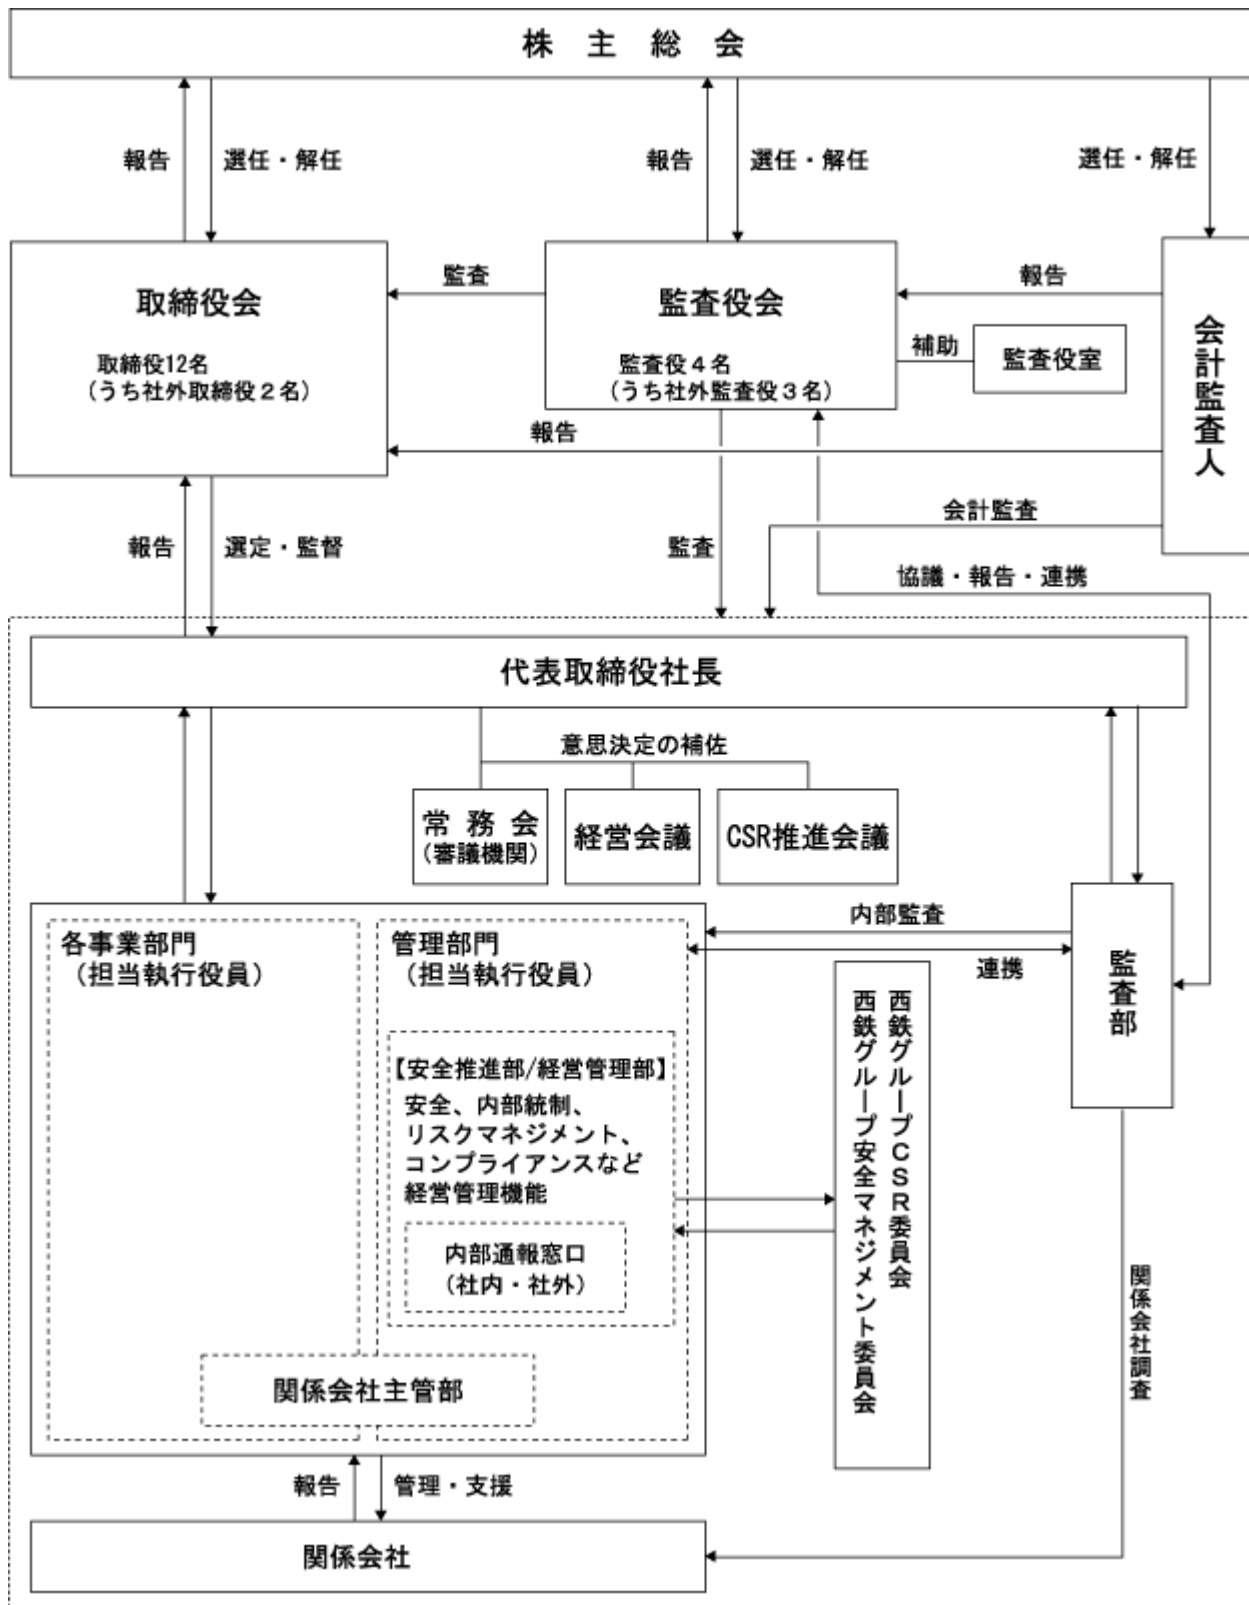 株 主 総 会
報告
選任・解任
報告
選任・解任
選任・解任
取締役会
取締役12名
(うち社外取締役２名)
監査
監査役会
監査役４名
(うち社外監査役３名)
報告
補助
監査役室
会計監査人
報告
会計監査
報告
選定・監督
監査
協議・報告・連携
代表取締役社長
意思決定の補佐
常 務 会
(審議機関)
経営会議
CSR推進会議
各事業部門
(担当執行役員)
管理部門
(担当執行役員)
内部監査
連携
監査部
【安全推進部/経営管理部】
安全、内部統制、
リスクマネジメント、
コンプライアンスなど
経営管理機能
内部通報窓口
(社内・社外)
西鉄グループＣＳＲ委員会
西鉄グループ安全マネジメント委員会
関係会社調査
関係会社主管部
報告
管理・支援
関係会社